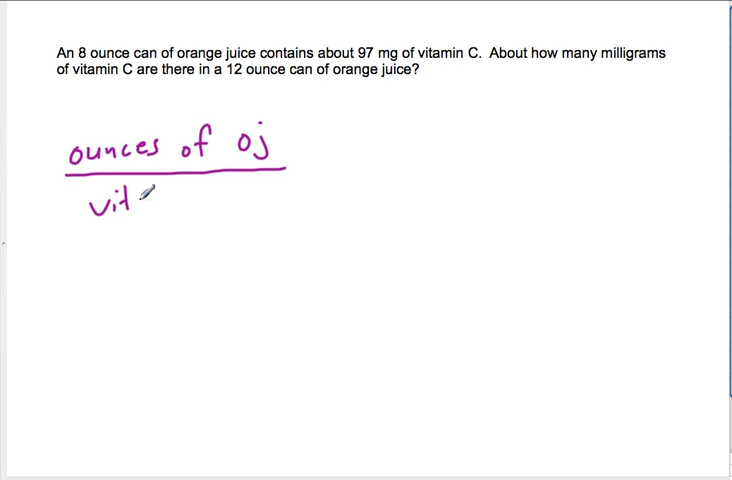 An 8 ounce can of orange juice contains about 97 mg of vitamin C.  About how many milligrams
of vitamin C are there in a 12 ounce can of orange juice?
ounces of oj
vit